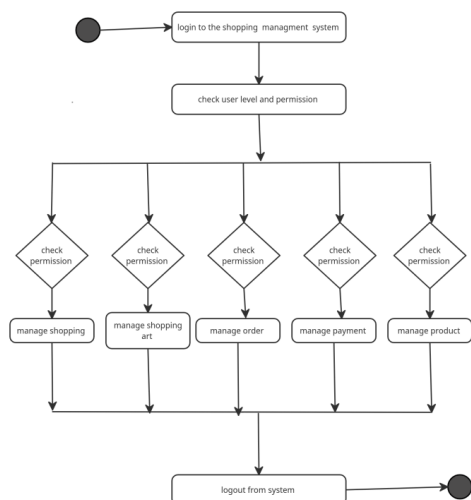 login to the shopping managment system
check user level and permission
check
permission
check
permission
check
permission
check
permission
check
permission
manage shopping
manage shopping
art
manage order
manage payment
manage product
logout from system